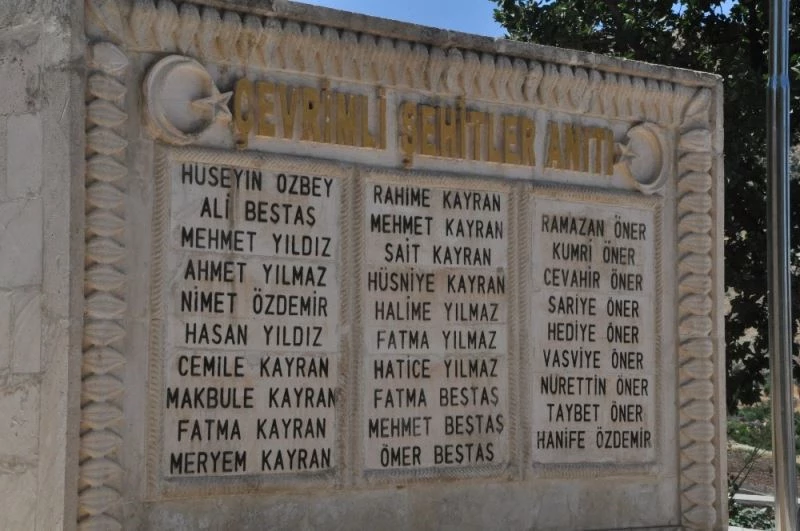 ÇEVRİMLİ ŞEHİTLER ANITI
HÜSEYIN ÖZBEY
ALİ BEŞTAŞ
MEHMET YILDIZ
AHMET YILMAZ
NİMET ÖZDEMİR
HASAN YILDIZ
CEMİLE KAYRAN
MAKBULE KAYRAN
FATMA KAYRAN
MERYEM KAYRAN
RAHİME KAYRAN
MEHMET KAYRAN
SAİT KAYRAN
HÜSNİYE KAYRAN
HALİME YILMAZ
FATMA YILMAZ
HATİCE YILMAZ
FATMA BEŞTAŞ
MEHMET BEŞTAŞ
ÖMER BEŞTAŞ
RAMAZAN ÖNER
KUMRİ ÖNER
CEVAHİR ÖNER
SARİYE ÖNER
HEDİYE ÖNER
VASVİYE ÖNER
NURETTİN ÖNER
TAYBET ÖNER
HANİFE ÖZDEMİR